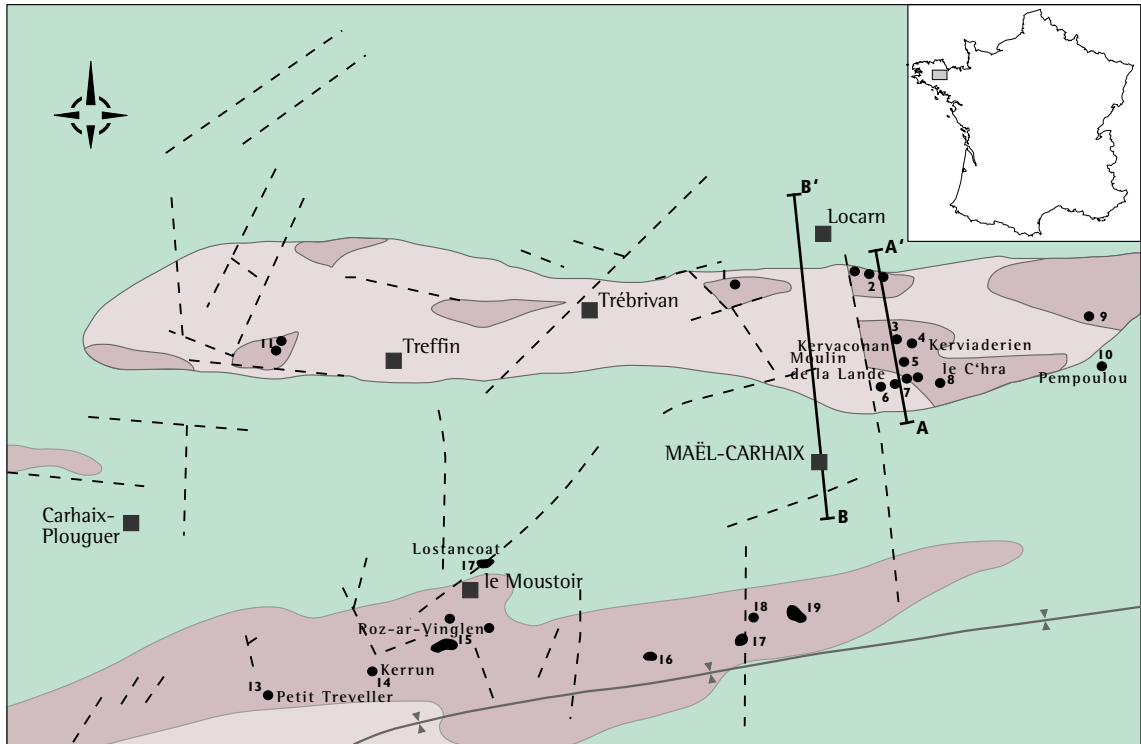 B'
Locarn
A'
2
1
Trébrivan
3
4
Kervaconan
Kerviaderien
9
11
Treffin
Moulin
de la Lande
5
le C'hra
10
Pempoulou
6
7
8
A
MAËL-CARHAIX
B
Carhaix-
Plouguer
Lostancoat
17
le Moustoir
Roz-ar-Vinglen
15
18
19
17
16
Kerrun
14
13
Petit Treveller